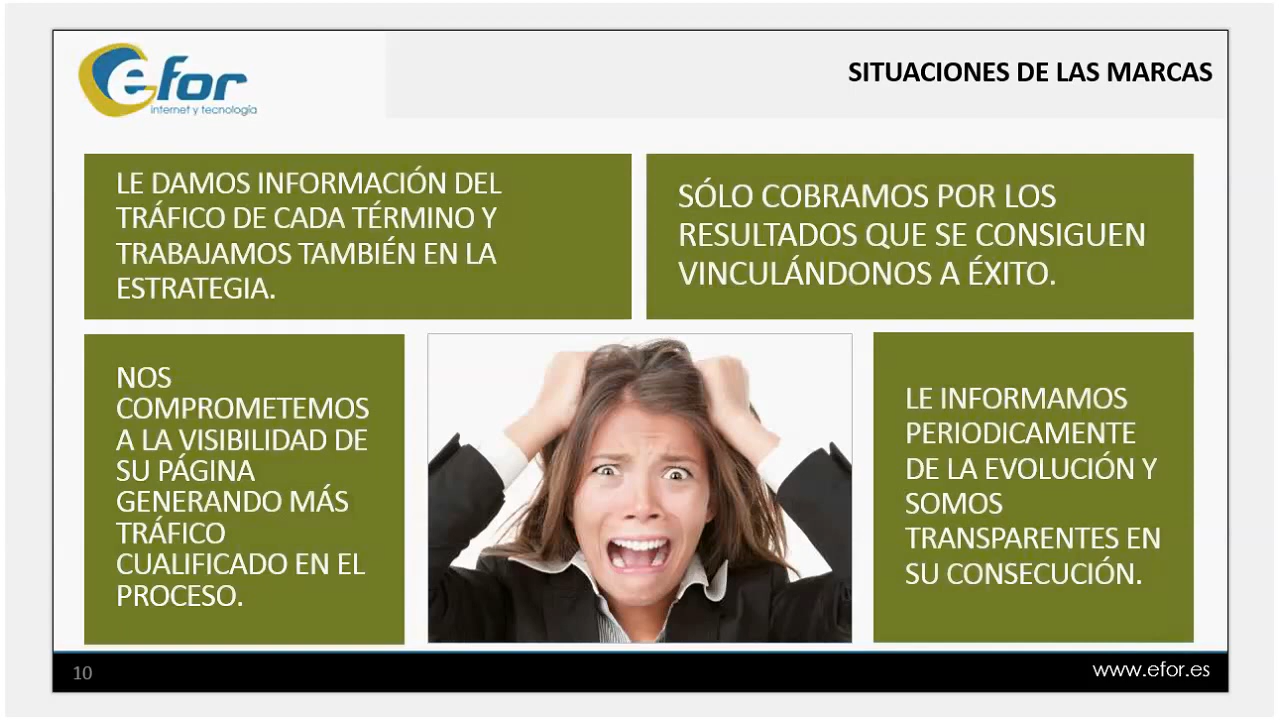 efor
internet y tecnología
SITUACIONES DE LAS MARCAS
LE DAMOS INFORMACIÓN DEL
TRÁFICO DE CADA TÉRMINO Y
TRABAJAMOS TAMBIÉN EN LA
ESTRATEGIA.
SÓLO COBRAMOS POR LOS
RESULTADOS QUE SE CONSIGUEN
VINCULÁNDONOS A ÉXITO.
NOS
COMPROMETEMOS
A LA VISIBILIDAD DE
SU PÁGINA
GENERANDO MÁS
TRÁFICO
CUALIFICADO EN EL
PROCESO.
LE INFORMAMOS
PERIODICAMENTE
DE LA EVOLUCIÓN Y
SOMOS
TRANSPARENTES EN
SU CONSECUCIÓN.
10
www.efor.es